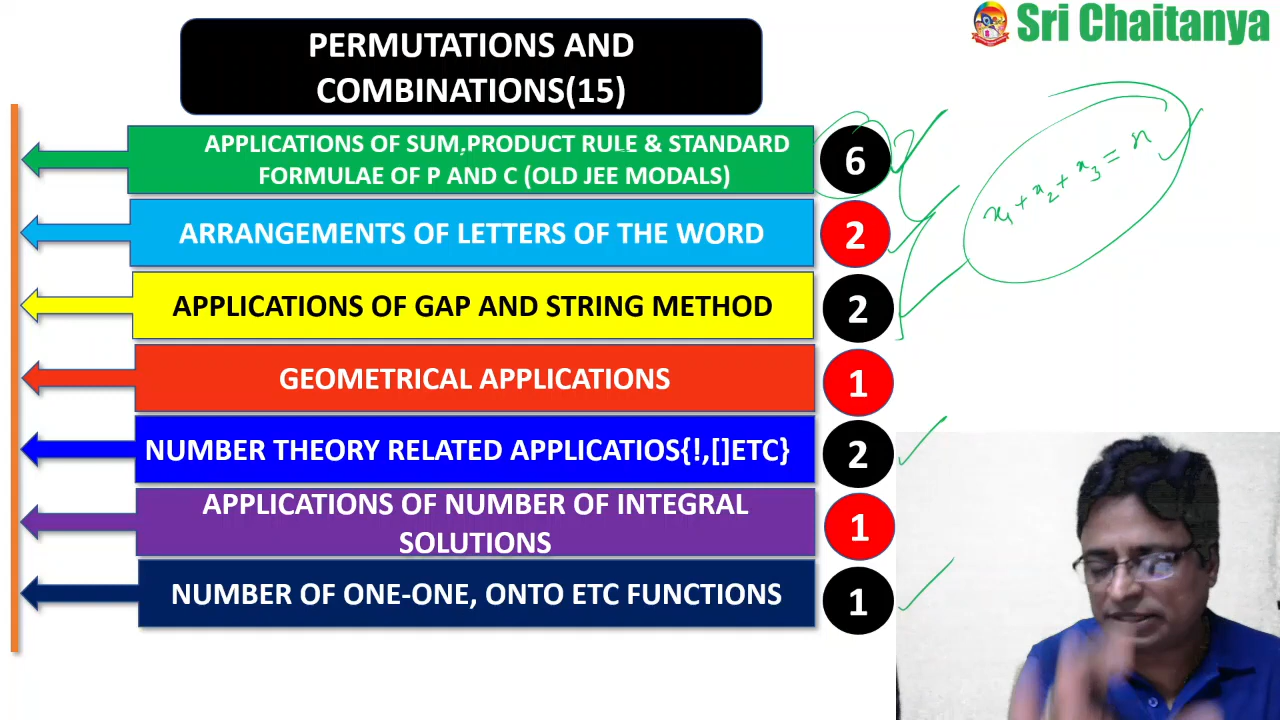 Sri Chaitanya
PERMUTATIONS AND
COMBINATIONS(15)
APPLICATIONS OF SUM,PRODUCT RULE & STANDARD
FORMULAE OF P AND C (OLD JEE MODALS)
6
x₁ + x₂ + x₃ = n
ARRANGEMENTS OF LETTERS OF THE WORD
2
APPLICATIONS OF GAP AND STRING METHOD
2
GEOMETRICAL APPLICATIONS
1
NUMBER THEORY RELATED APPLICATIOS{!,[]ETC}
2
APPLICATIONS OF NUMBER OF INTEGRAL
SOLUTIONS
1
NUMBER OF ONE-ONE, ONTO ETC FUNCTIONS
1